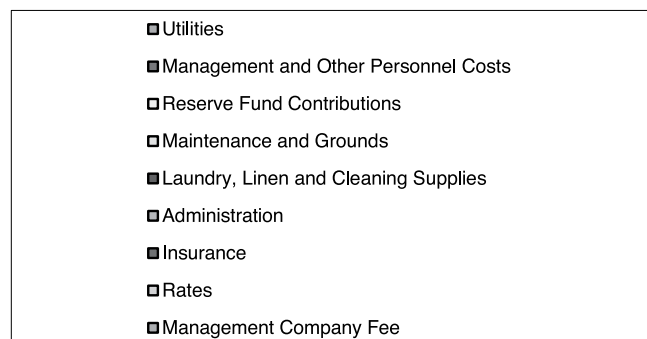 Utilities
Management and Other Personnel Costs
Reserve Fund Contributions
Maintenance and Grounds
Laundry, Linen and Cleaning Supplies
Administration
Insurance
Rates
Management Company Fee